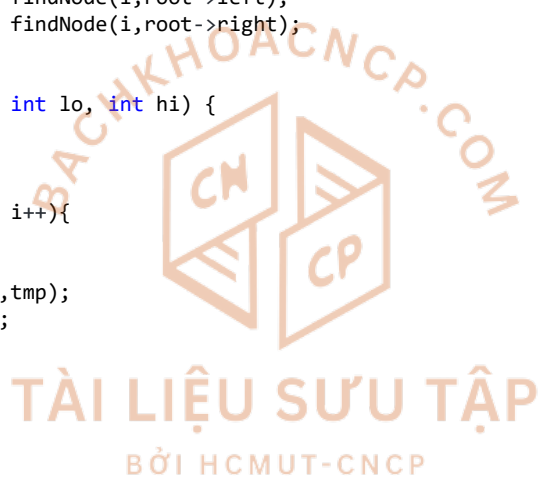 findNode(i,root->left);
findNode(i,root->right);
int lo, int hi) {
i++){
,tmp);
;
BACHKHOACNCP.COM
CN
CP
TÀI LIỆU SƯU TẬP
BỞI HCMUT-CNCP